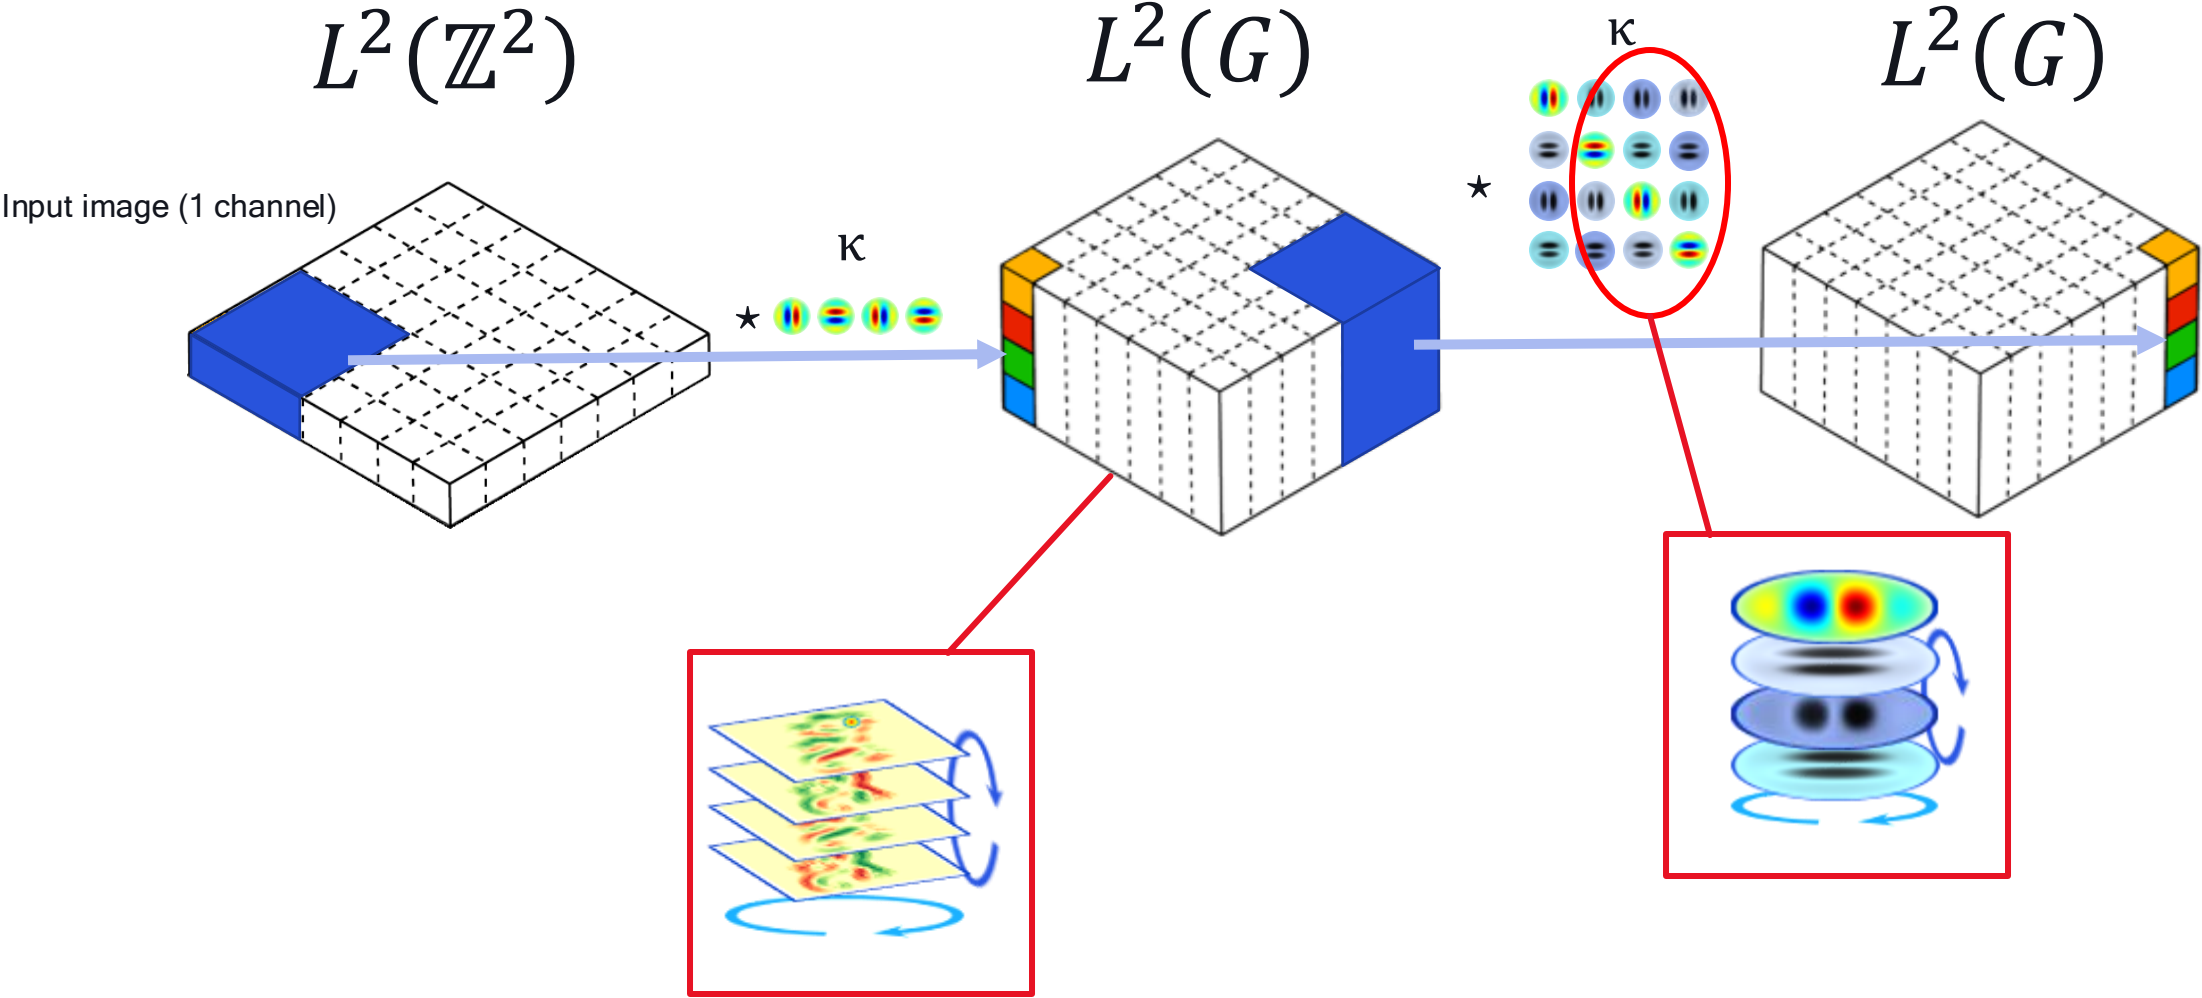 L²(ℤ²)
L²(G)
κ
L²(G)
Input image (1 channel)
κ
⋆
⋆